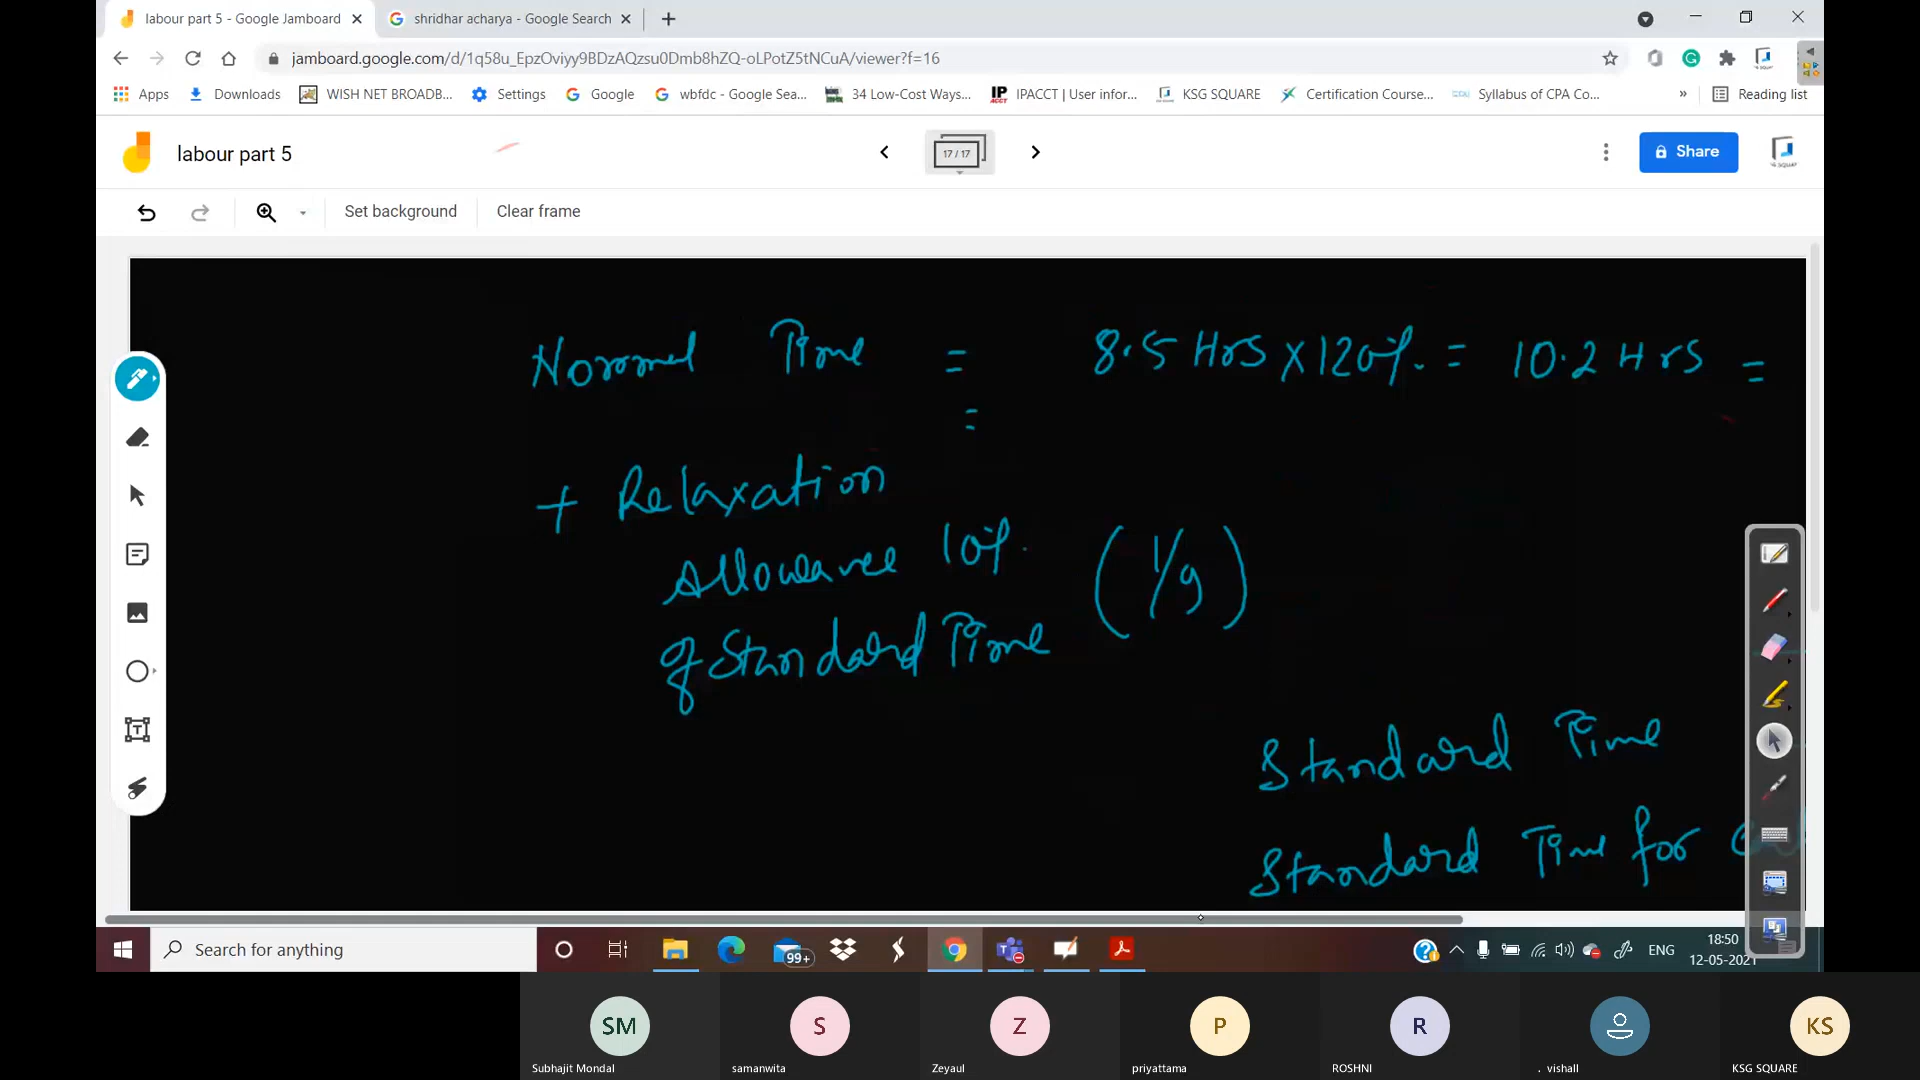 labour part 5 - Google Jamboard
shridhar acharya - Google Search
jamboard.google.com/d/1q58u_EpzOviyy9BDzAQzsu0Dmb8hZQ-oLPotZ5tNCuA/viewer?f=16
Apps Downloads WISH NET BROADB... Settings Google wbfdc - Google Sea... 34 Low-Cost Ways... IPACCT | User infor... KSG SQUARE Certification Course... Syllabus of CPA Co... » Reading list
labour part 5
17 / 17
Share
Set background Clear frame
Normal Time = 8.5 Hrs X 120% = 10.2 Hrs =
=
+ Relaxation
Allowance 10%
of Standard Time (1/9)
Standard Time
Standard Time for
Search for anything
99+
ENG
18:50
12-05-2021
SM S Z P R KS
Subhajit Mondal samanwita Zeyaul priyattama ROSHNI . vishall KSG SQUARE